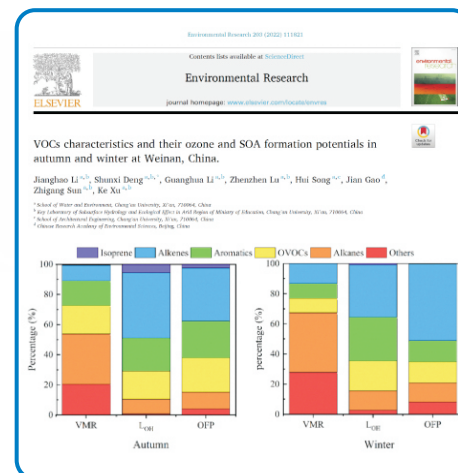 Environmental Research 203 (2022) 111821
Contents lists available at ScienceDirect
Environmental Research
journal homepage: www.elsevier.com/locate/envres
ELSEVIER
Check for
updates
VOCs characteristics and their ozone and SOA formation potentials in
autumn and winter at Weinan, China.
Jianghao Li a,b, Shunxi Deng a,b,*, Guanghua Li a,b, Zhenzhen Lu a,b, Hui Song a,c, Jian Gao d,
Zhigang Sun a,b, Ke Xu a,b
a School of Water and Environment, Chang'an University, Xi'an, 710064, China
b Key Laboratory of Subsurface Hydrology and Ecological Effect in Arid Region of Ministry of Education, Chang'an University, Xi'an, 710064, China
c School of Architectural Engineering, Chang'an University, Xi'an, 710064, China
d Chinese Research Academy of Environmental Sciences, Beijing, China
Isoprene Alkenes Aromatics OVOCs Alkanes Others
Percentage (%)
100
80
60
40
20
0
VMR LOH OFP
Autumn
percentage (%)
100
80
60
40
20
0
VMR LOH OFP
Winter